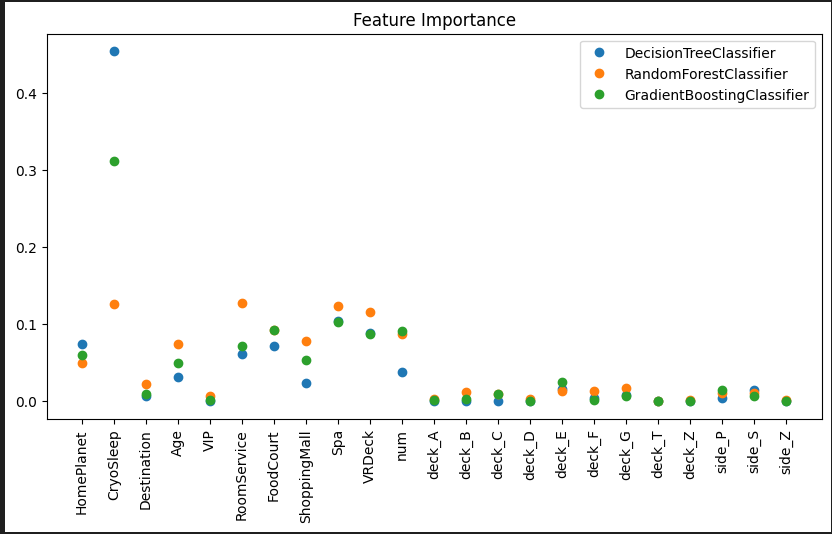 Feature Importance
DecisionTreeClassifier
RandomForestClassifier
GradientBoostingClassifier
0.4
0.3
0.2
0.1
0.0
HomePlanet
CryoSleep
Destination
Age
VIP
RoomService
FoodCourt
ShoppingMall
Spa
VRDeck
num
deck_A
deck_B
deck_C
deck_D
deck_E
deck_F
deck_G
deck_T
deck_Z
side_P
side_S
side_Z